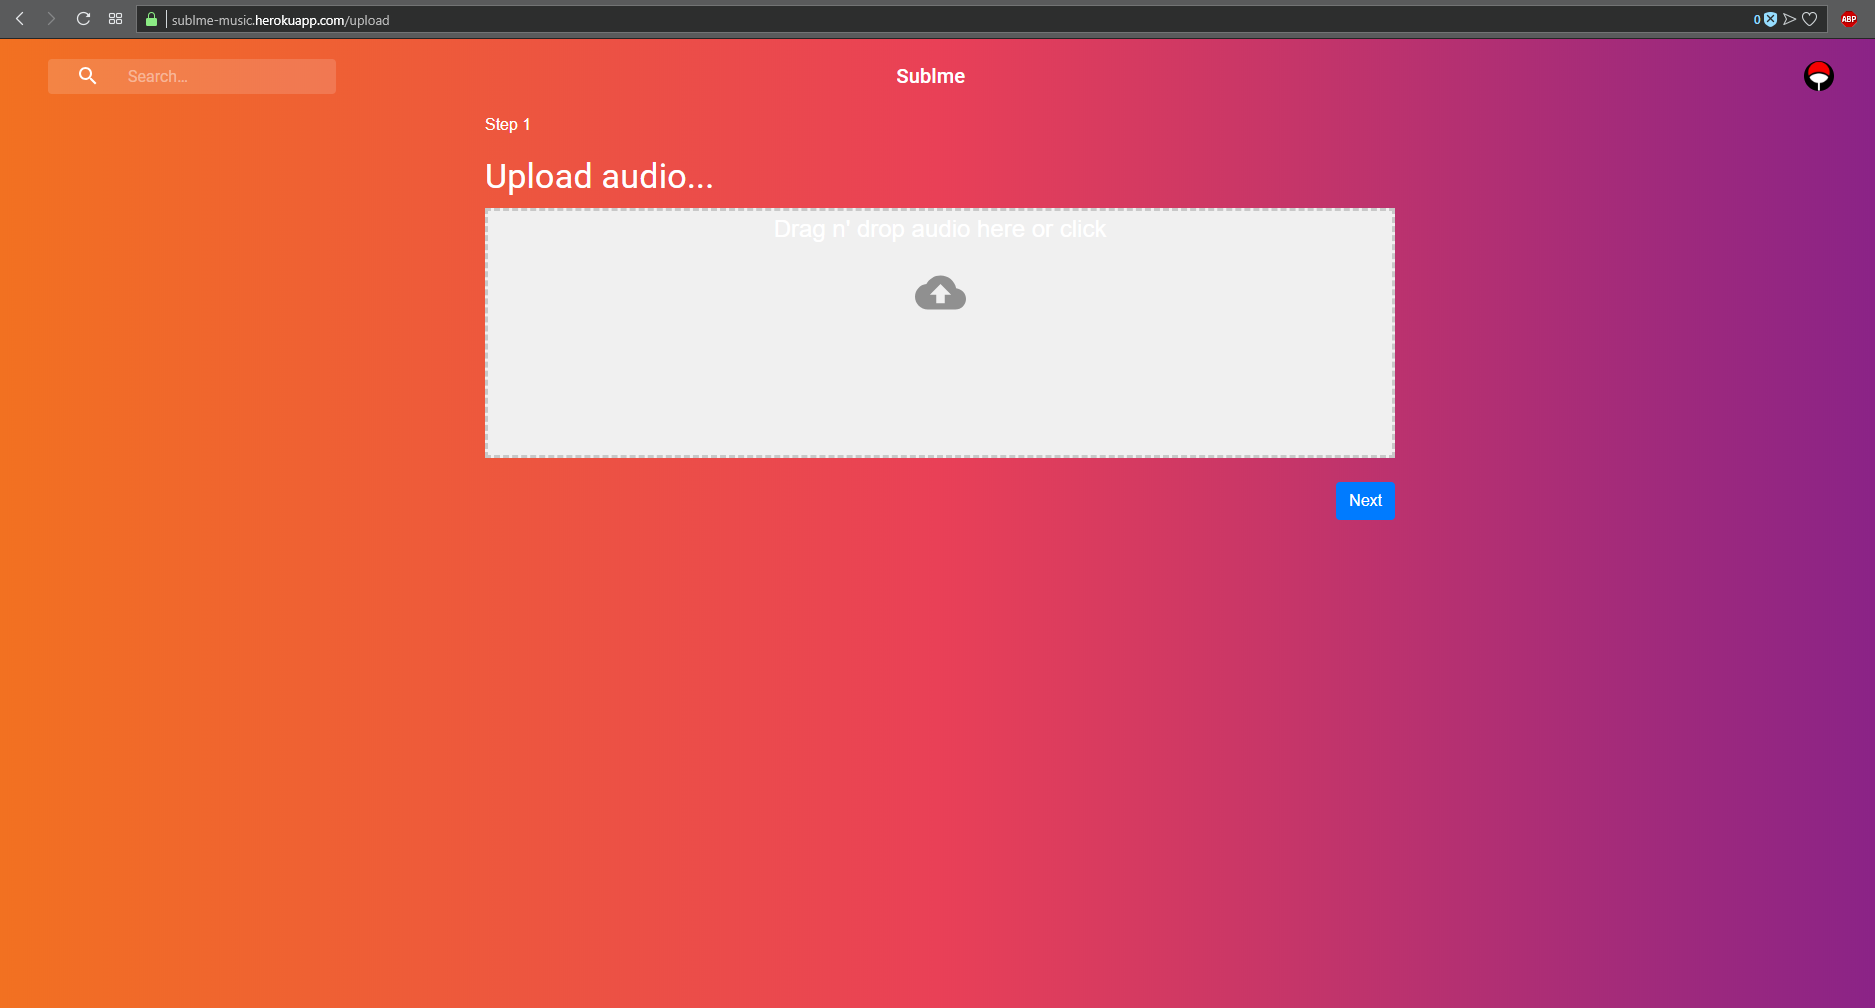 sublme-music.herokuapp.com/upload
0
ABP
Search...
Sublme
Step 1
Upload audio...
Drag n' drop audio here or click
Next